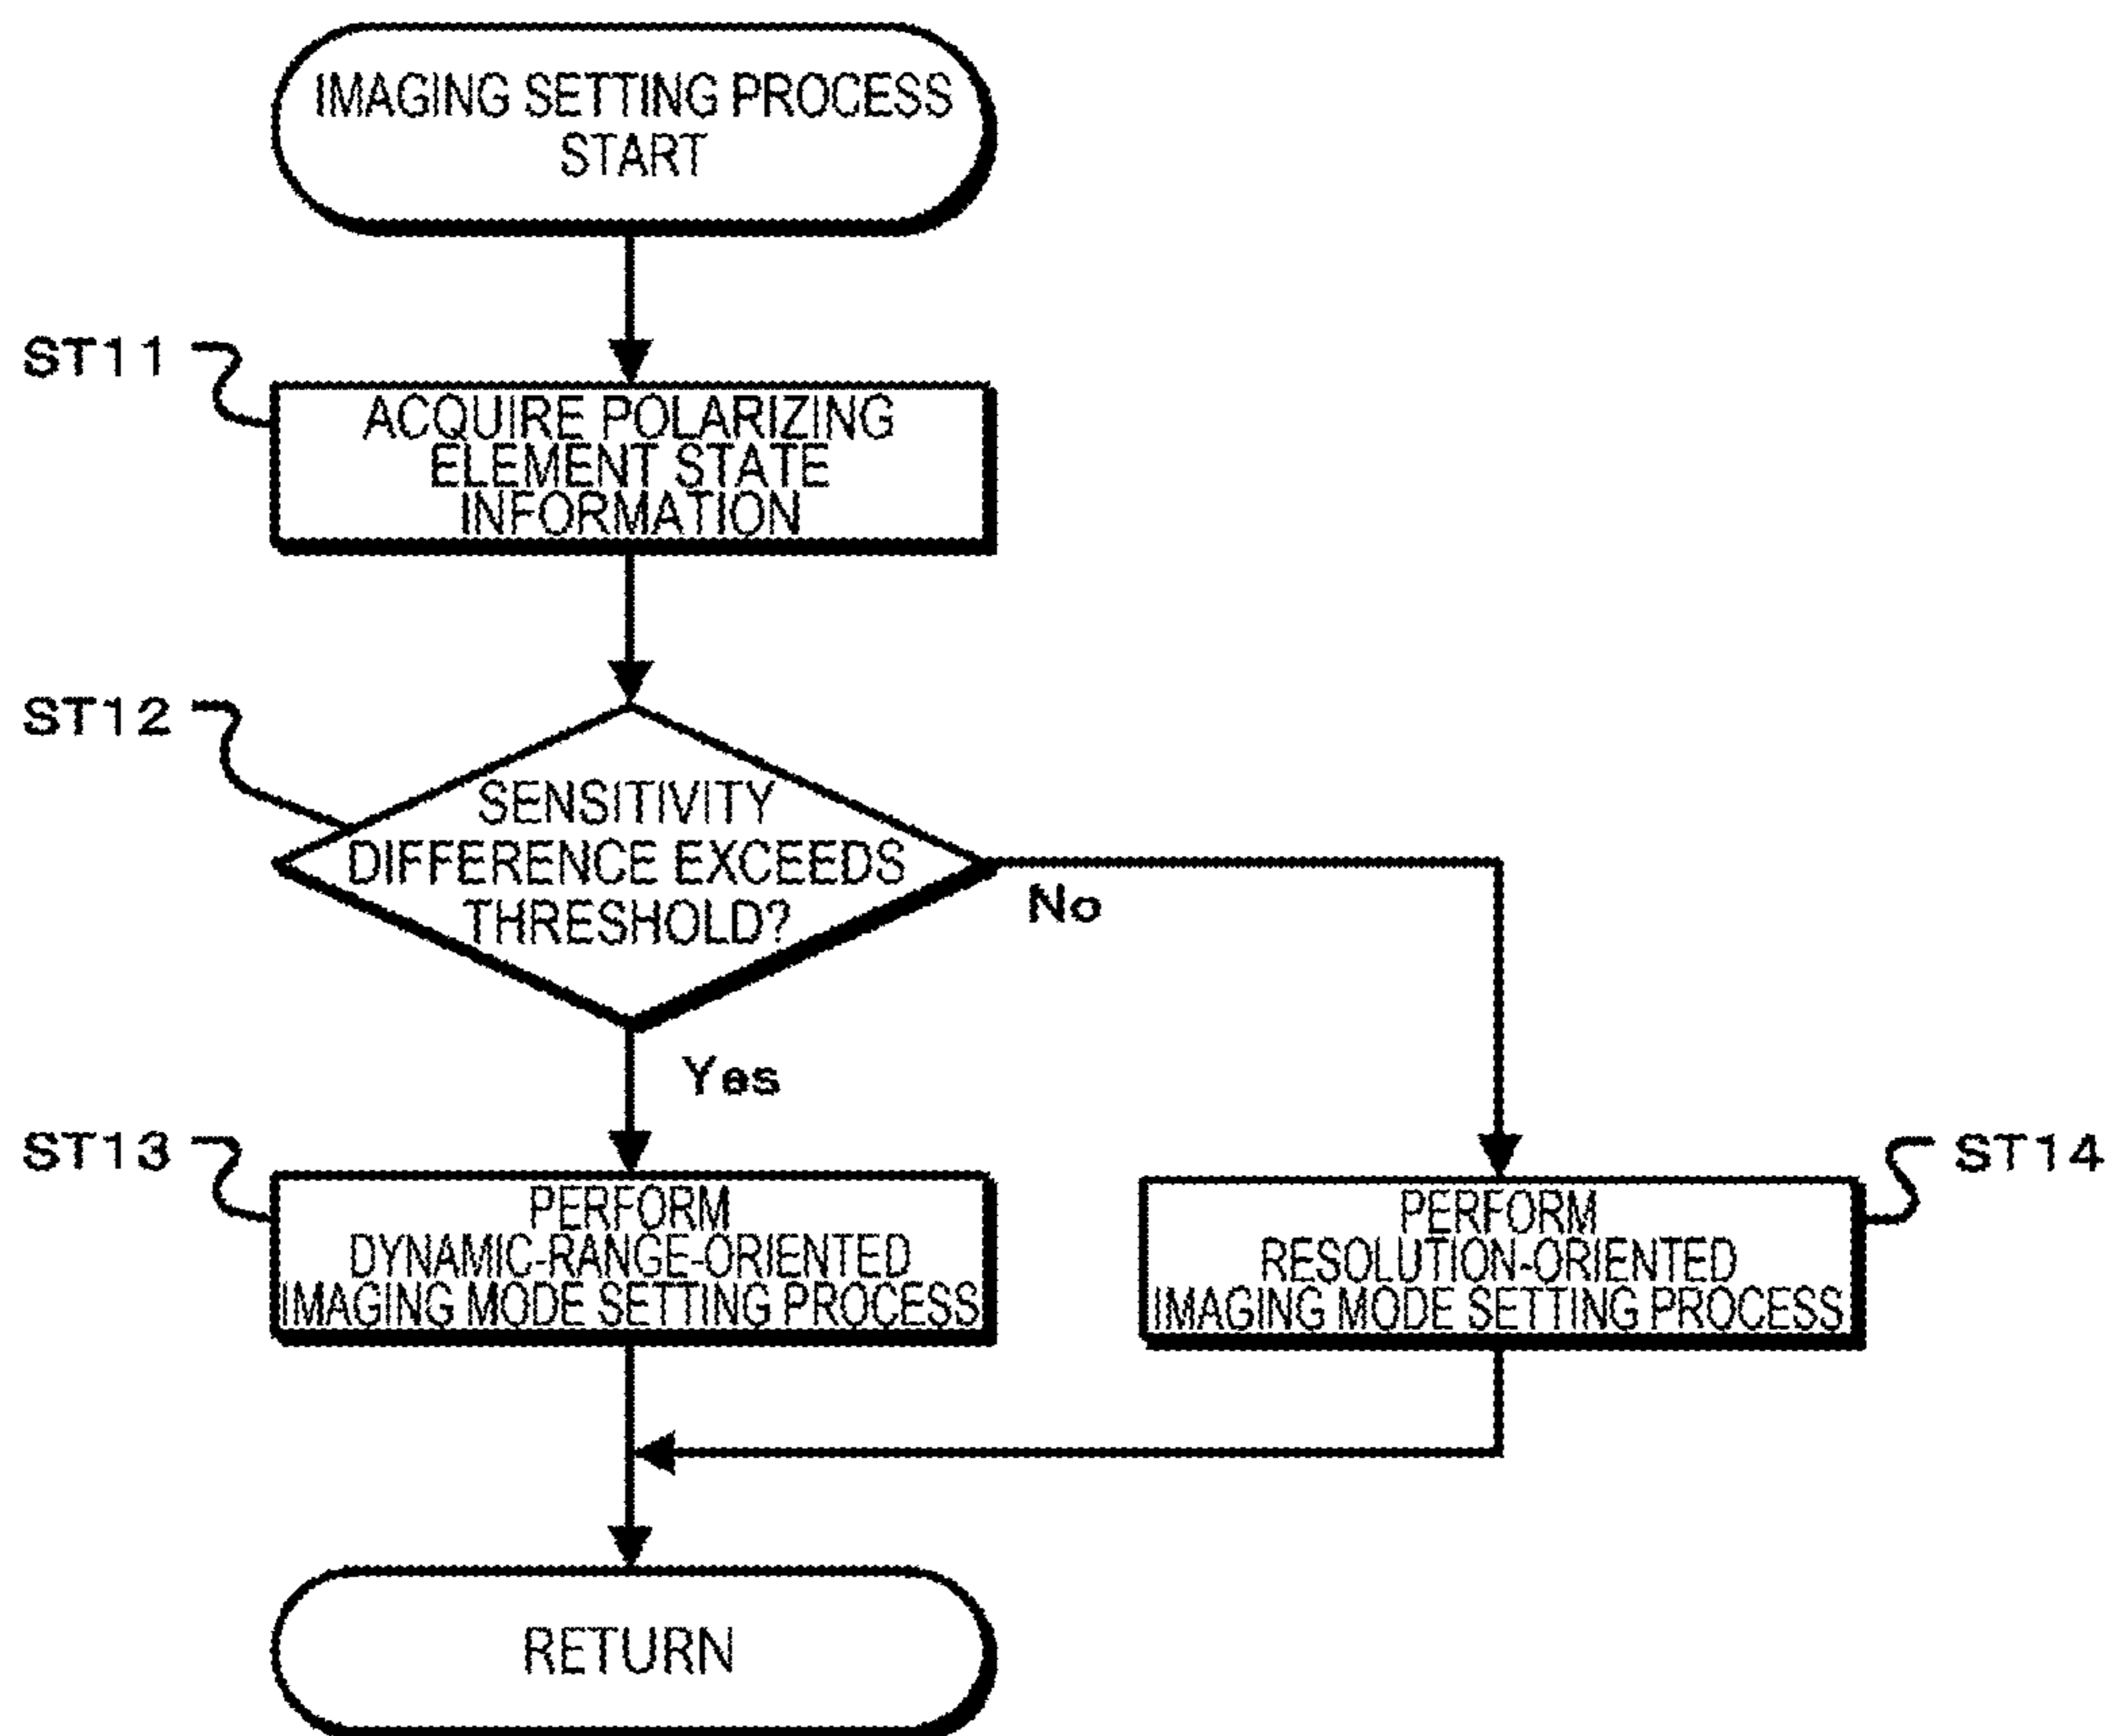 IMAGING SETTING PROCESS
START
ST11
ACQUIRE POLARIZING
ELEMENT STATE
INFORMATION
ST12
SENSITIVITY
DIFFERENCE EXCEEDS
THRESHOLD?
No
Yes
ST13
PERFORM
DYNAMIC-RANGE-ORIENTED
IMAGING MODE SETTING PROCESS
PERFORM
RESOLUTION-ORIENTED
IMAGING MODE SETTING PROCESS
ST14
RETURN